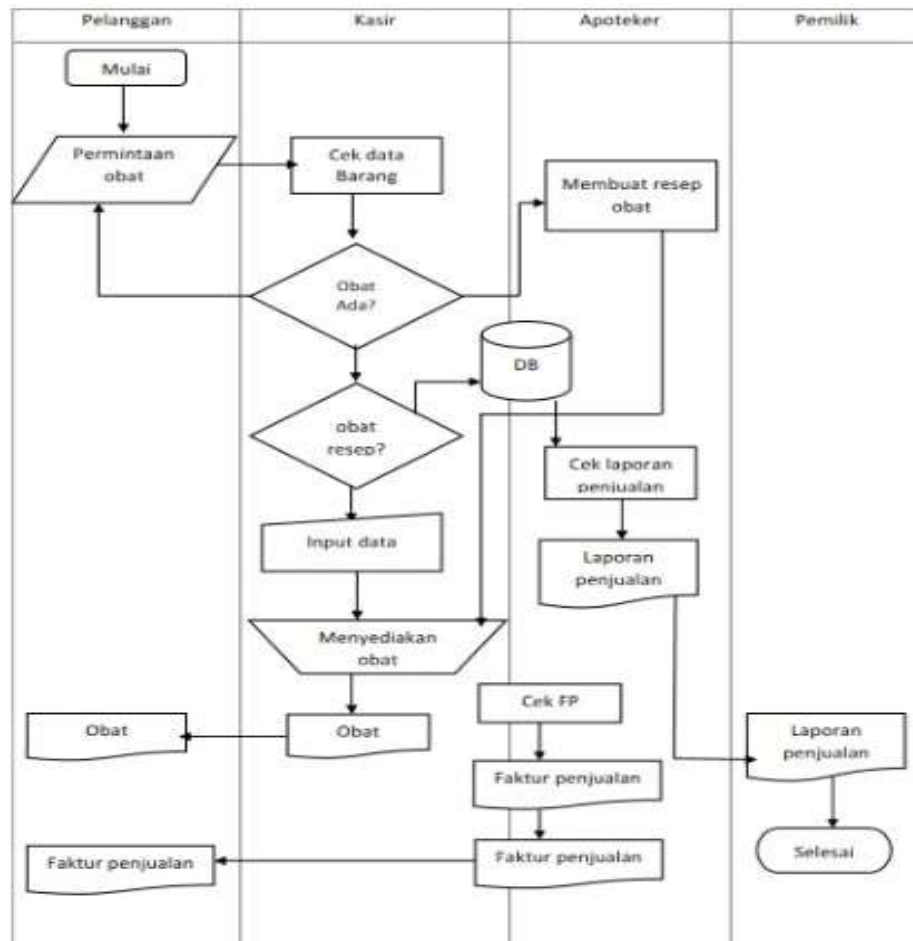 Pelanggan
Kasir
Apoteker
Pemilik
Mulai
Permintaan
obat
Cek data
Barang
Membuat resep
obat
Obat
Ada?
DB
obat
resep?
Cek laporan
penjualan
Input data
Laporan
penjualan
Menyediakan
obat
Cek FP
Obat
Obat
Laporan
penjualan
Faktur penjualan
Faktur penjualan
Faktur penjualan
Selesai